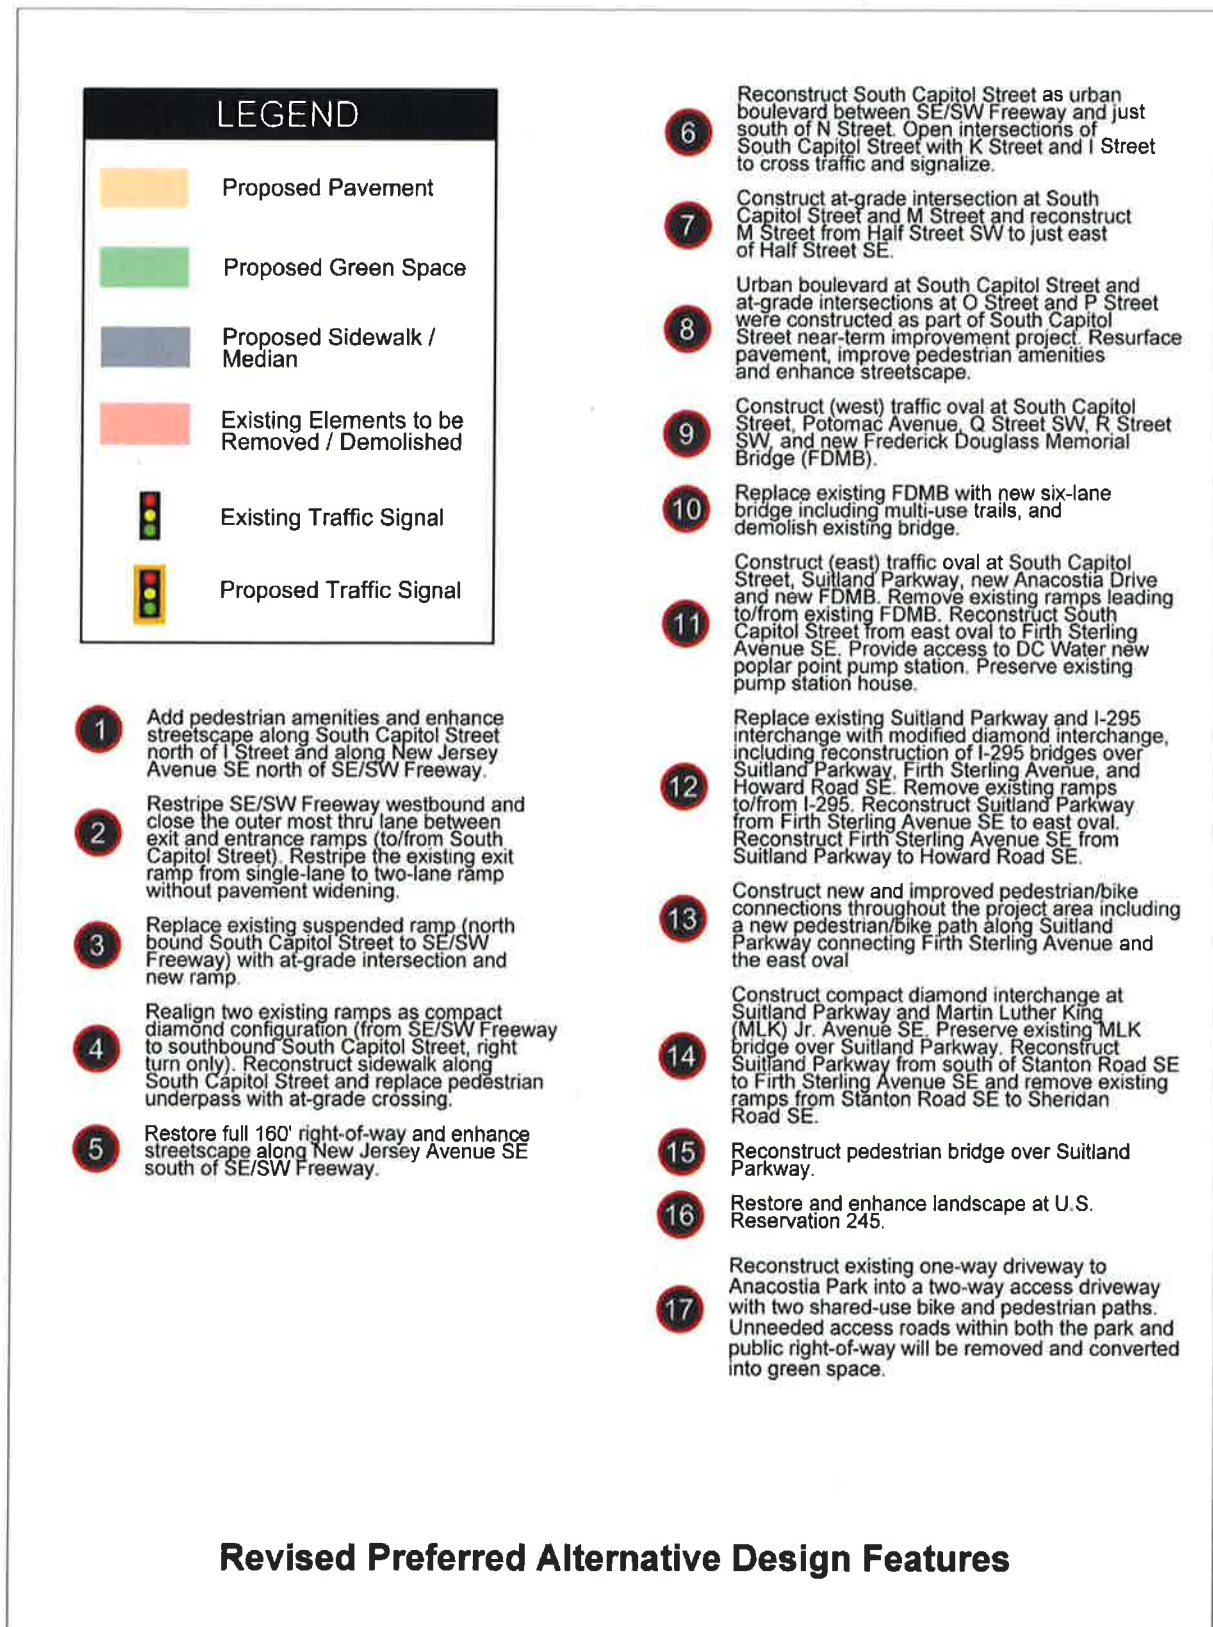 LEGEND
Proposed Pavement
Proposed Green Space
Proposed Sidewalk /
Median
Existing Elements to be
Removed / Demolished
Existing Traffic Signal
Proposed Traffic Signal
1
Add pedestrian amenities and enhance
streetscape along South Capitol Street
north of I Street and along New Jersey
Avenue SE north of SE/SW Freeway.
2
Restripe SE/SW Freeway westbound and
close the outer most thru lane between
exit and entrance ramps (to/from South
Capitol Street). Restripe the existing exit
ramp from single-lane to two-lane ramp
without pavement widening.
3
Replace existing suspended ramp (north
bound South Capitol Street to SE/SW
Freeway) with at-grade intersection and
new ramp.
4
Realign two existing ramps as compact
diamond configuration (from SE/SW Freeway
to southbound South Capitol Street, right
turn only). Reconstruct sidewalk along
South Capitol Street and replace pedestrian
underpass with at-grade crossing.
5
Restore full 160' right-of-way and enhance
streetscape along New Jersey Avenue SE
south of SE/SW Freeway.
6
Reconstruct South Capitol Street as urban
boulevard between SE/SW Freeway and just
south of N Street. Open intersections of
South Capitol Street with K Street and I Street
to cross traffic and signalize.
7
Construct at-grade intersection at South
Capitol Street and M Street and reconstruct
M Street from Half Street SW to just east
of Half Street SE.
8
Urban boulevard at South Capitol Street and
at-grade intersections at O Street and P Street
were constructed as part of South Capitol
Street near-term improvement project. Resurface
pavement, improve pedestrian amenities
and enhance streetscape.
9
Construct (west) traffic oval at South Capitol
Street, Potomac Avenue, Q Street SW, R Street
SW, and new Frederick Douglass Memorial
Bridge (FDMB).
10
Replace existing FDMB with new six-lane
bridge including multi-use trails, and
demolish existing bridge.
11
Construct (east) traffic oval at South Capitol
Street, Suitland Parkway, new Anacostia Drive
and new FDMB. Remove existing ramps leading
to/from existing FDMB. Reconstruct South
Capitol Street from east oval to Firth Sterling
Avenue SE. Provide access to DC Water new
poplar point pump station. Preserve existing
pump station house.
12
Replace existing Suitland Parkway and I-295
interchange with modified diamond interchange,
including reconstruction of I-295 bridges over
Suitland Parkway, Firth Sterling Avenue, and
Howard Road SE. Remove existing ramps
to/from I-295. Reconstruct Suitland Parkway
from Firth Sterling Avenue SE to east oval.
Reconstruct Firth Sterling Avenue SE from
Suitland Parkway to Howard Road SE.
13
Construct new and improved pedestrian/bike
connections throughout the project area including
a new pedestrian/bike path along Suitland
Parkway connecting Firth Sterling Avenue and
the east oval
14
Construct compact diamond interchange at
Suitland Parkway and Martin Luther King
(MLK) Jr. Avenue SE. Preserve existing MLK
bridge over Suitland Parkway. Reconstruct
Suitland Parkway from south of Stanton Road SE
to Firth Sterling Avenue SE and remove existing
ramps from Stanton Road SE to Sheridan
Road SE.
15
Reconstruct pedestrian bridge over Suitland
Parkway.
16
Restore and enhance landscape at U.S.
Reservation 245.
17
Reconstruct existing one-way driveway to
Anacostia Park into a two-way access driveway
with two shared-use bike and pedestrian paths.
Unneeded access roads within both the park and
public right-of-way will be removed and converted
into green space.
Revised Preferred Alternative Design Features